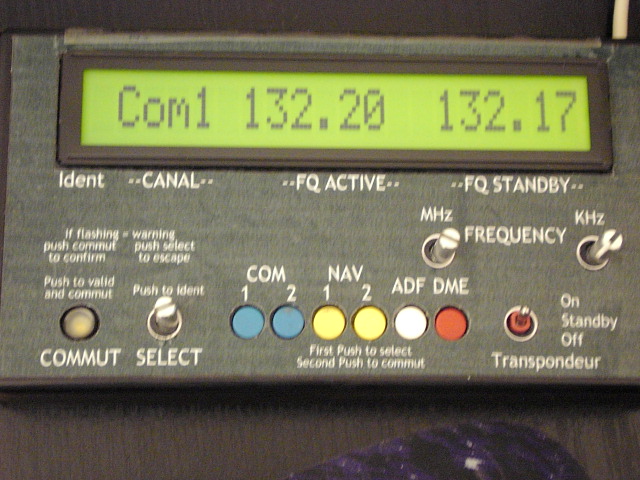 Com1 132.20 132.17
Ident --CANAL-- --FQ ACTIVE-- --FQ STANDBY--
MHz KHz
FREQUENCY
If flashing = warning
push commut push select
to confirm to escape
COM NAV
1 2 1 2 ADF DME
Push to valid
and commut
Push to Ident
On
Standby
Off
COMMUT SELECT
First Push to select
Second Push to commut
Transpondeur